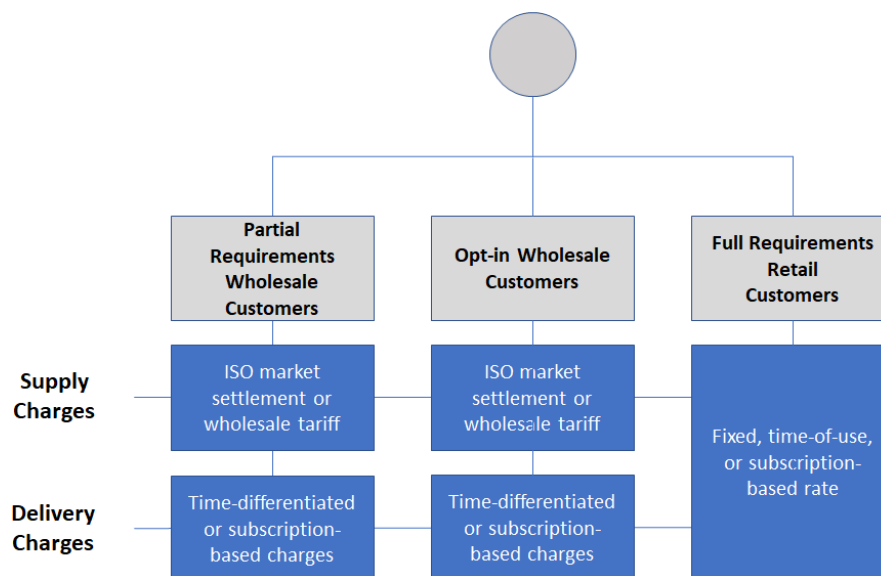 Partial
Requirements
Wholesale
Customers
Opt-in Wholesale
Customers
Full Requirements
Retail
Customers
Supply
Charges
ISO market
settlement or
wholesale tariff
ISO market
settlement or
wholesale tariff
Fixed, time-of-use,
or subscription-
based rate
Delivery
Charges
Time-differentiated
or subscription-
based charges
Time-differentiated
or subscription-
based charges